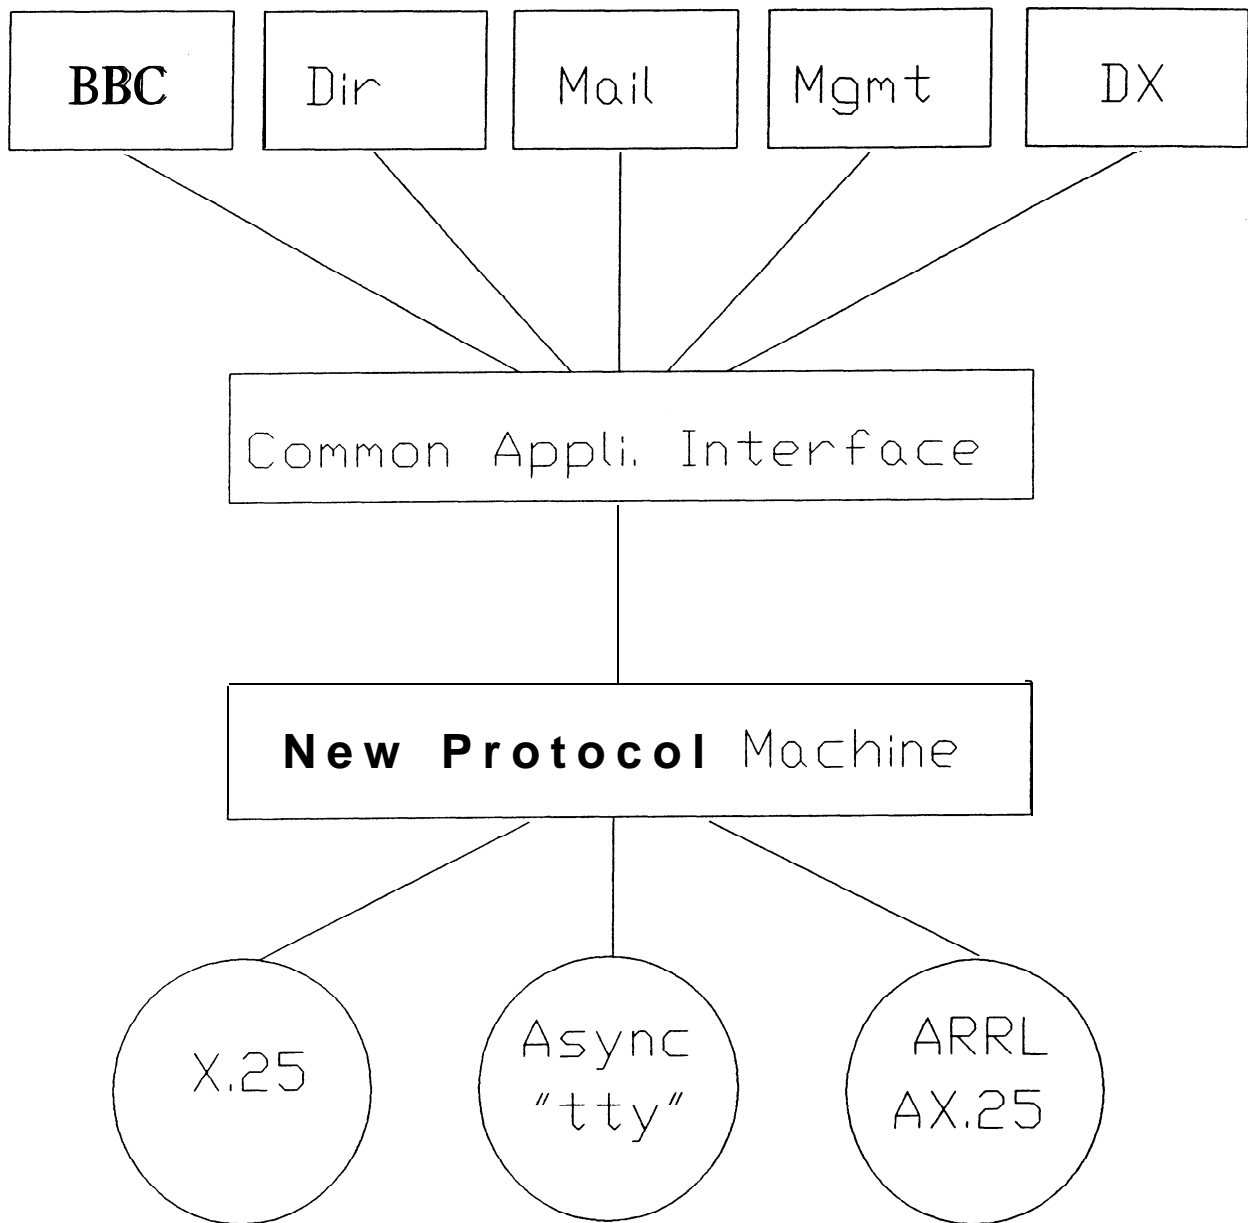 BBC
Dir
Mail
Mgmt
DX
Common Appli. Interface
New Protocol Machine
X.25
Async
"tty"
ARRL
AX.25